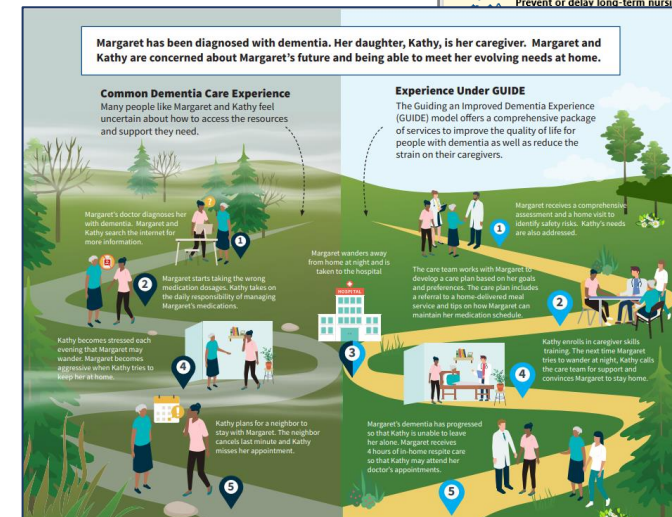 Prevent or delay long-term nursi
Margaret has been diagnosed with dementia. Her daughter, Kathy, is her caregiver. Margaret and
Kathy are concerned about Margaret's future and being able to meet her evolving needs at home.
Common Dementia Care Experience
Many people like Margaret and Kathy feel
uncertain about how to access the resources
and support they need.
Experience Under GUIDE
The Guiding an Improved Dementia Experience
(GUIDE) model offers a comprehensive package
of services to improve the quality of life for
people with dementia as well as reduce the
strain on their caregivers.
Margaret's doctor diagnoses her
with dementia. Margaret and
Kathy search the internet for
more information.
1
Margaret receives a comprehensive
assessment and a home visit to
identify safety risks. Kathy's needs
are also addressed.
1
2
Margaret starts taking the wrong
medication dosages. Kathy takes on
the daily responsibility of managing
Margaret's medications.
Margaret wanders away
from home at night and is
taken to the hospital
HOSPITAL
3
The care team works with Margaret to
develop a care plan based on her goals
and preferences. The care plan includes
a referral to a home-delivered meal
service and tips on how Margaret can
maintain her medication schedule.
2
Kathy becomes stressed each
evening that Margaret may
wander. Margaret becomes
aggressive when Kathy tries to
keep her at home.
4
Kathy enrolls in caregiver skills
training. The next time Margaret
tries to wander at night, Kathy calls
the care team for support and
convinces Margaret to stay home.
4
Kathy plans for a neighbor to
stay with Margaret. The neighbor
cancels last minute and Kathy
misses her appointment.
5
Margaret's dementia has progressed
so that Kathy is unable to leave
her alone. Margaret receives
4 hours of in-home respite care
so that Kathy may attend her
doctor's appointments.
5